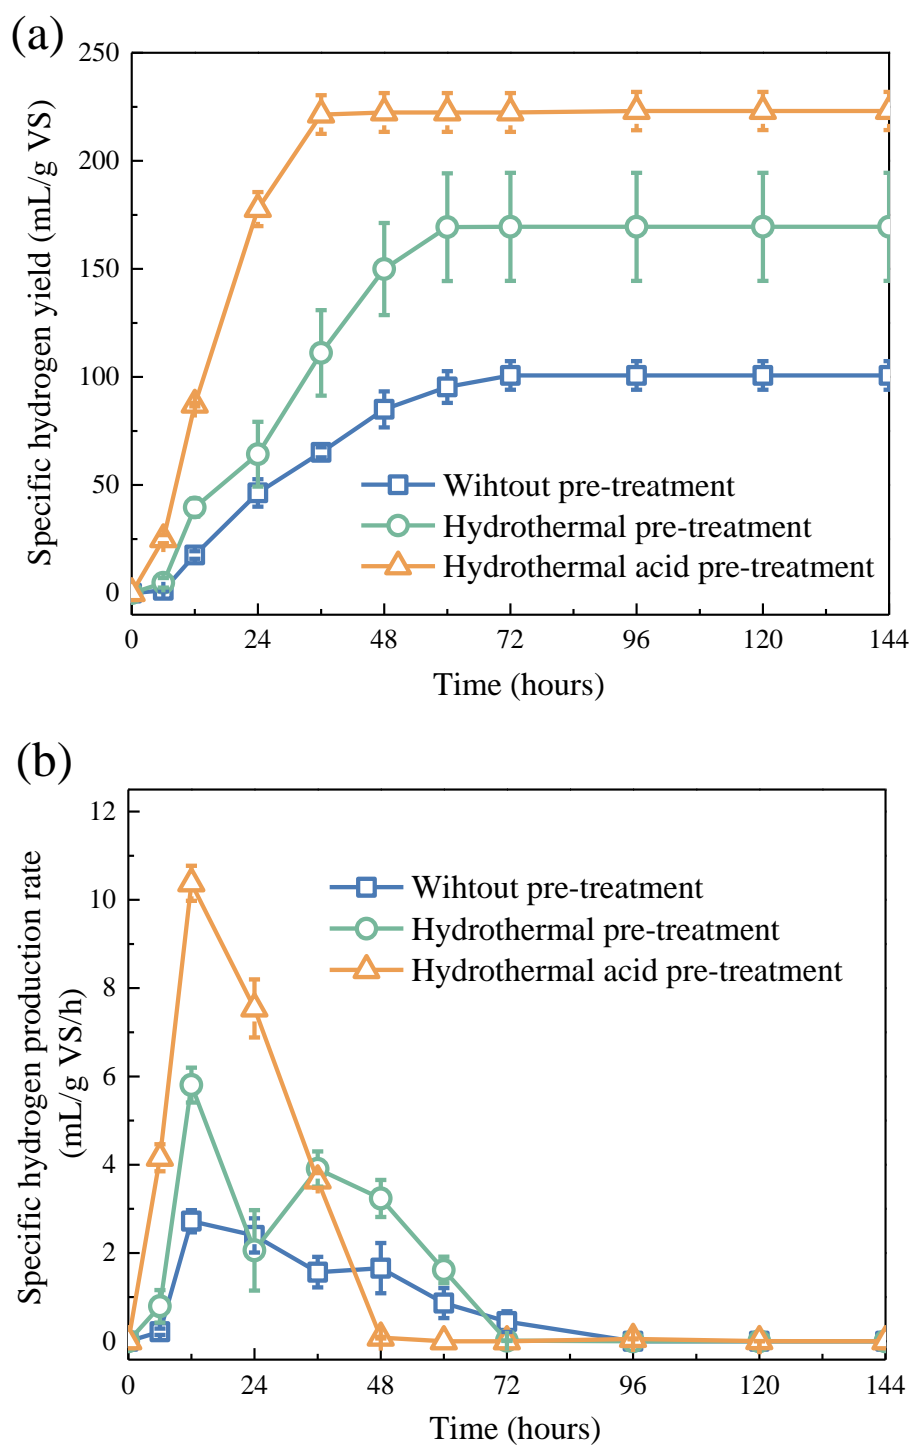 (a)
Specific hydrogen yield (mL/g VS)
250
200
150
100
50
0
Wihtout pre-treatment
Hydrothermal pre-treatment
Hydrothermal acid pre-treatment
0 24 48 72 96 120 144
Time (hours)
(b)
Specific hydrogen production rate
(mL/g VS/h)
12
10
8
6
4
2
0
Wihtout pre-treatment
Hydrothermal pre-treatment
Hydrothermal acid pre-treatment
0 24 48 72 96 120 144
Time (hours)